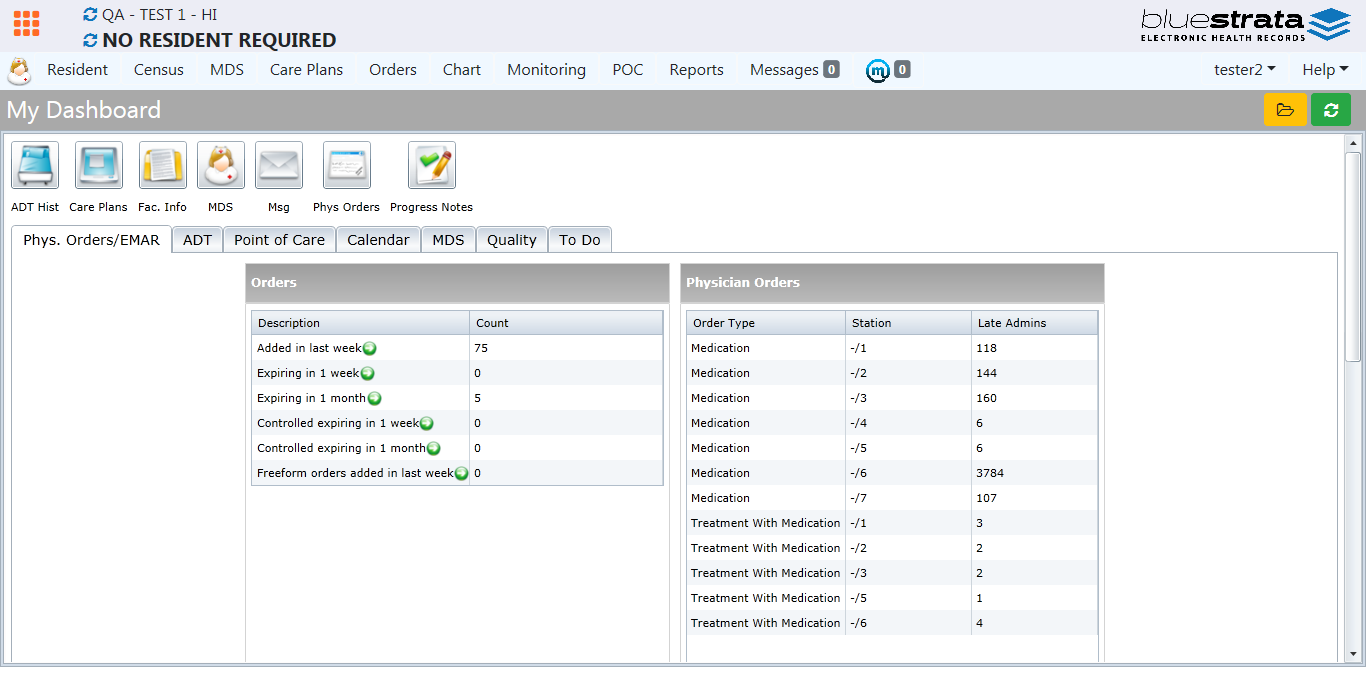 QA - TEST 1 - HI
NO RESIDENT REQUIRED
bluestrata
ELECTRONIC HEALTH RECORDS
Resident Census MDS Care Plans Orders Chart Monitoring POC Reports Messages 0 m 0 tester2 Help
My Dashboard
ADT Hist Care Plans Fac. Info MDS Msg Phys Orders Progress Notes
Phys. Orders/EMAR ADT Point of Care Calendar MDS Quality To Do
Orders
Description Count
Added in last week 75
Expiring in 1 week 0
Expiring in 1 month 5
Controlled expiring in 1 week 0
Controlled expiring in 1 month 0
Freeform orders added in last week 0
Physician Orders
Order Type Station Late Admins
Medication -/1 118
Medication -/2 144
Medication -/3 160
Medication -/4 6
Medication -/5 6
Medication -/6 3784
Medication -/7 107
Treatment With Medication -/1 3
Treatment With Medication -/2 2
Treatment With Medication -/3 2
Treatment With Medication -/5 1
Treatment With Medication -/6 4